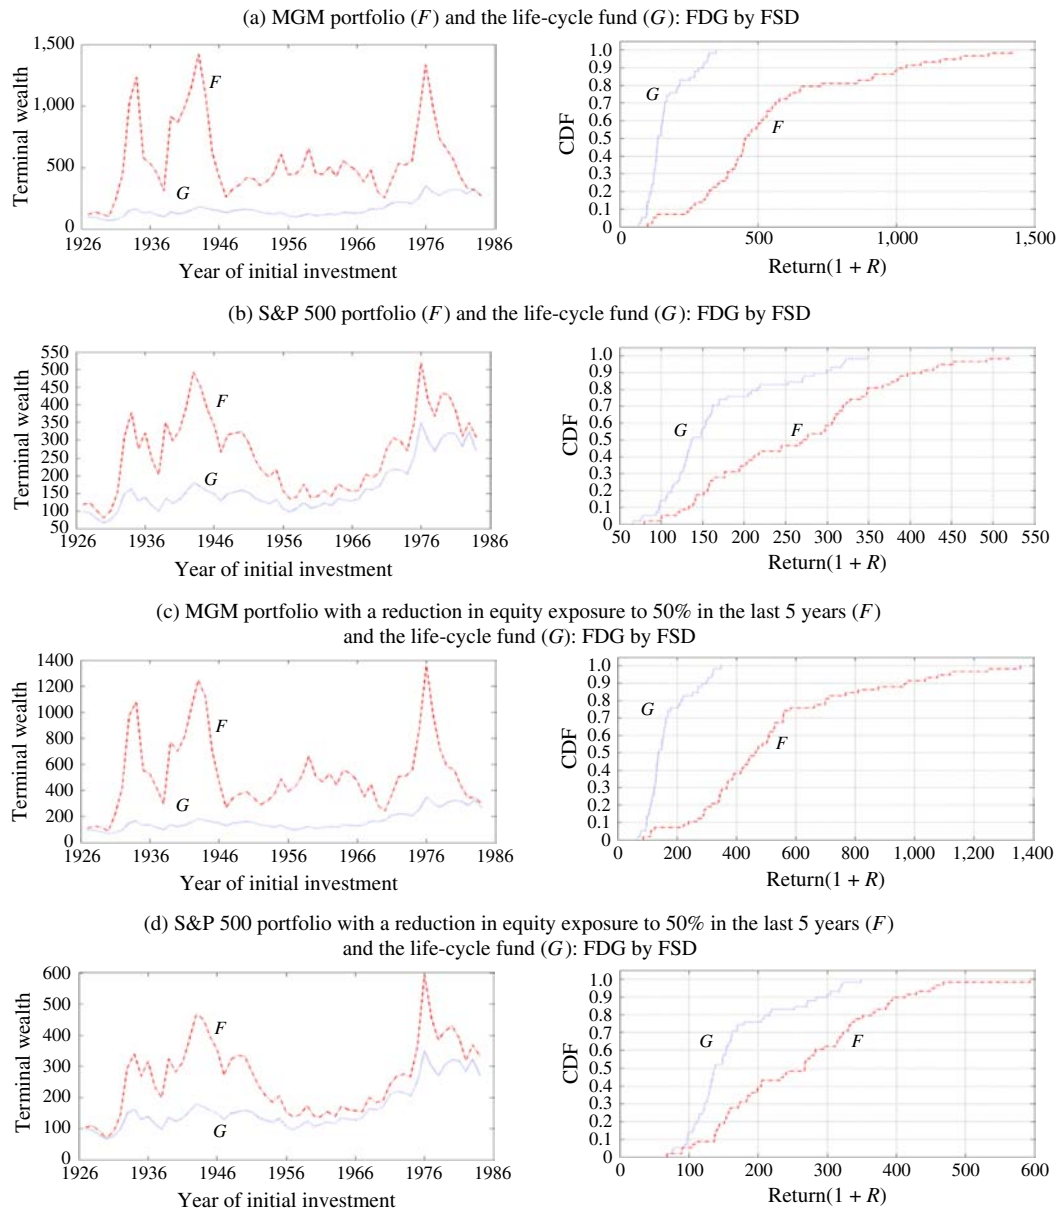 (a) MGM portfolio (F) and the life-cycle fund (G): FDG by FSD
Terminal wealth
1,500
1,000
500
0
F
G
1926 1936 1946 1956 1966 1976 1986
Year of initial investment
CDF
1.0
0.9
0.8
0.7
0.6
0.5
0.4
0.3
0.2
0.1
0
G
F
0 500 1,000 1,500
Return(1 + R)
(b) S&P 500 portfolio (F) and the life-cycle fund (G): FDG by FSD
Terminal wealth
550
500
450
400
350
300
250
200
150
100
50
F
G
1926 1936 1946 1956 1966 1976 1986
Year of initial investment
CDF
1.0
0.9
0.8
0.7
0.6
0.5
0.4
0.3
0.2
0.1
0
G
F
50 100 150 200 250 300 350 400 450 500 550
Return(1 + R)
(c) MGM portfolio with a reduction in equity exposure to 50% in the last 5 years (F)
and the life-cycle fund (G): FDG by FSD
Terminal wealth
1400
1200
1000
800
600
400
200
0
F
G
1926 1936 1946 1956 1966 1976 1986
Year of initial investment
CDF
1.0
0.9
0.8
0.7
0.6
0.5
0.4
0.3
0.2
0.1
0
G
F
0 200 400 600 800 1,000 1,200 1,400
Return(1 + R)
(d) S&P 500 portfolio with a reduction in equity exposure to 50% in the last 5 years (F)
and the life-cycle fund (G): FDG by FSD
Terminal wealth
600
500
400
300
200
100
0
F
G
1926 1936 1946 1956 1966 1976 1986
Year of initial investment
CDF
1.0
0.9
0.8
0.7
0.6
0.5
0.4
0.3
0.2
0.1
0
G
F
0 100 200 300 400 500 600
Return(1 + R)